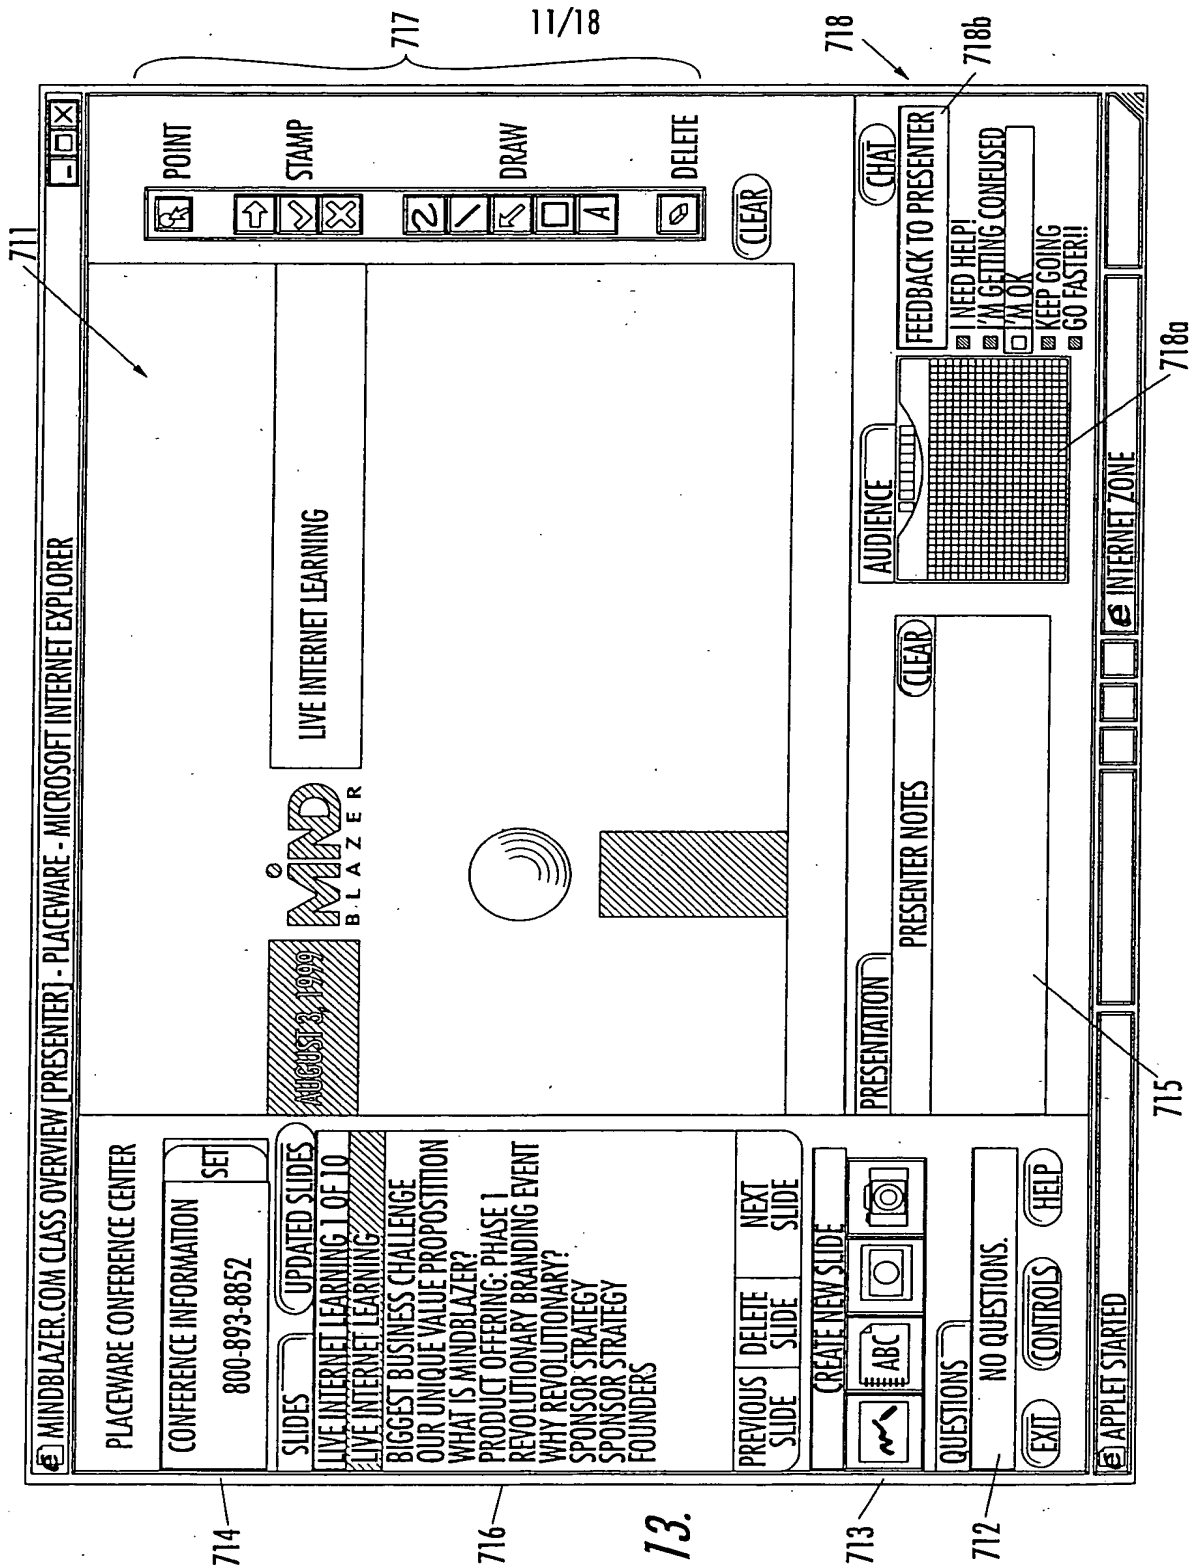 11/18
MINDBLAZER.COM CLASS OVERVIEW [PRESENTER] - PLACEWARE - MICROSOFT INTERNET EXPLORER
711
717
PLACEWARE CONFERENCE CENTER
714
CONFERENCE INFORMATION
SET
800-893-8852
SLIDES
UPDATED SLIDES
716
LIVE INTERNET LEARNING 1 OF 10
LIVE INTERNET LEARNING
BIGGEST BUSINESS CHALLENGE
OUR UNIQUE VALUE PROPOSTITION
WHAT IS MINDBLAZER?
PRODUCT OFFERING: PHASE 1
REVOLUTIONARY BRANDING EVENT
WHY REVOLUTIONARY?
SPONSOR STRATEGY
SPONSOR STRATEGY
FOUNDERS
PREVIOUS SLIDE
DELETE SLIDE
NEXT SLIDE
CREATE NEW SLIDE
ABC
713
QUESTIONS
712
NO QUESTIONS.
EXIT
CONTROLS
HELP
AUGUST 3, 1999
MIND
BLAZER
LIVE INTERNET LEARNING
POINT
STAMP
DRAW
A
DELETE
CLEAR
PRESENTATION
PRESENTER NOTES
CLEAR
715
AUDIENCE
CHAT
718
718b
FEEDBACK TO PRESENTER
I NEED HELP!
I'M GETTING CONFUSED
I'M OK
KEEP GOING
GO FASTER!!
718a
e APPLET STARTED
e INTERNET ZONE
13.